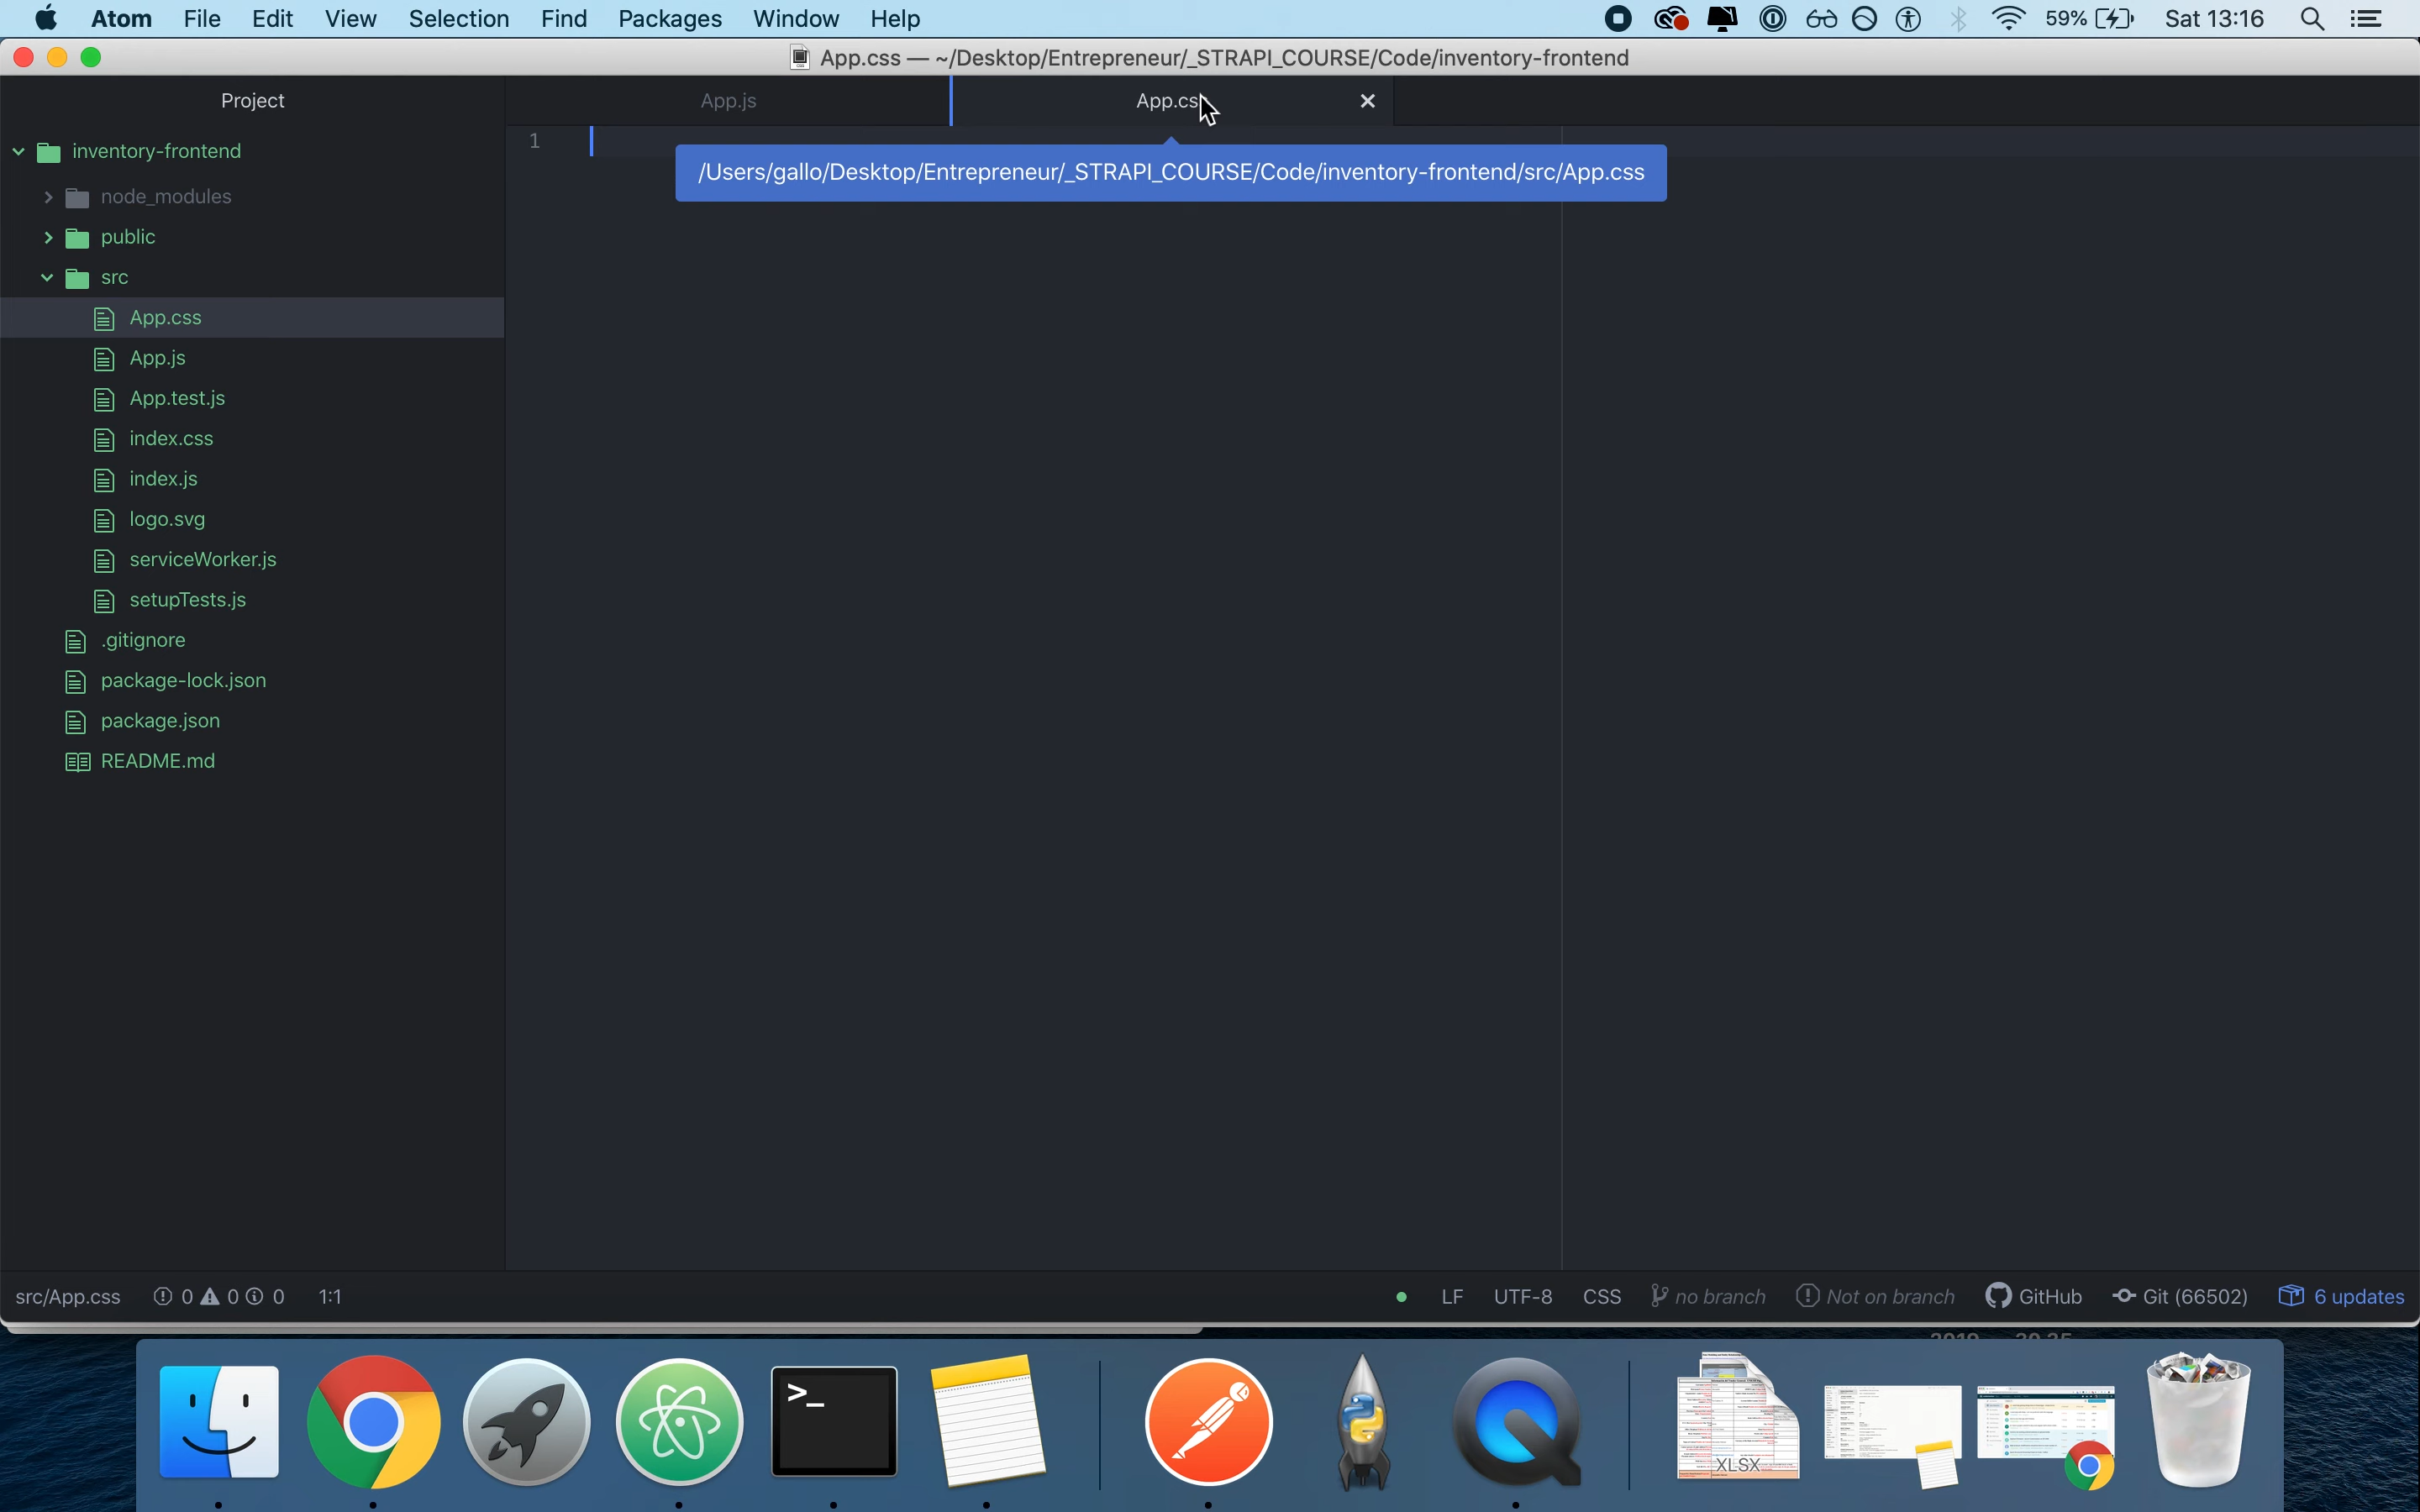 Atom File Edit View Selection Find Packages Window Help 59% Sat 13:16
App.css — ~/Desktop/Entrepreneur/_STRAPI_COURSE/Code/inventory-frontend
Project App.js App.css
1
/Users/gallo/Desktop/Entrepreneur/_STRAPI_COURSE/Code/inventory-frontend/src/App.css
inventory-frontend
node_modules
public
src
App.css
App.js
App.test.js
index.css
index.js
logo.svg
serviceWorker.js
setupTests.js
.gitignore
package-lock.json
package.json
README.md
src/App.css 0 0 0 1:1 LF UTF-8 CSS no branch Not on branch GitHub Git (66502) 6 updates
>_
XLSX